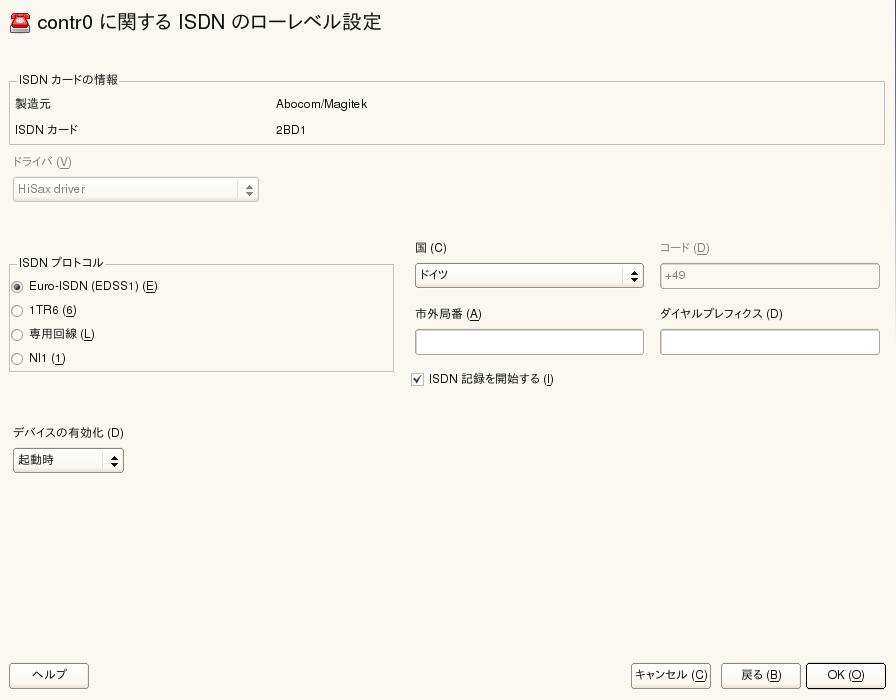 contr0 に関する ISDN のローレベル設定
ISDN カードの情報
製造元 Abocom/Magitek
ISDN カード 2BD1
ドライバ (V)
HiSax driver
ISDN プロトコル
Euro-ISDN (EDSS1) (E)
1TR6 (6)
専用回線 (L)
NI1 (1)
国 (C) コード (D)
ドイツ +49
市外局番 (A) ダイヤルプレフィクス (D)
ISDN 記録を開始する (I)
デバイスの有効化 (D)
起動時
ヘルプ キャンセル (C) 戻る (B) OK (O)